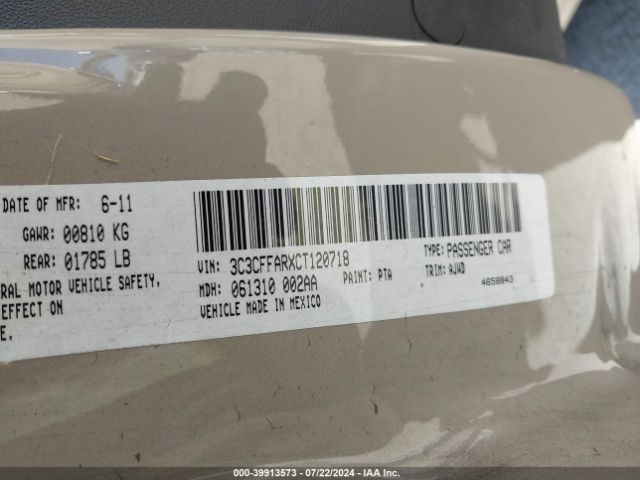 DATE OF MFR: 6-11
GAWR: 00810 KG
REAR: 01785 LB
RAL MOTOR VEHICLE SAFETY,
EFFECT ON
E.
VIN: 3C3CFFARXCT120718
TYPE: PASSENGER CAR
MDH: 061310 002AA
PAINT: PTA
TRIM: AJWD
VEHICLE MADE IN MEXICO
4658843
000-39913573 - 07/22/2024 - IAA Inc.